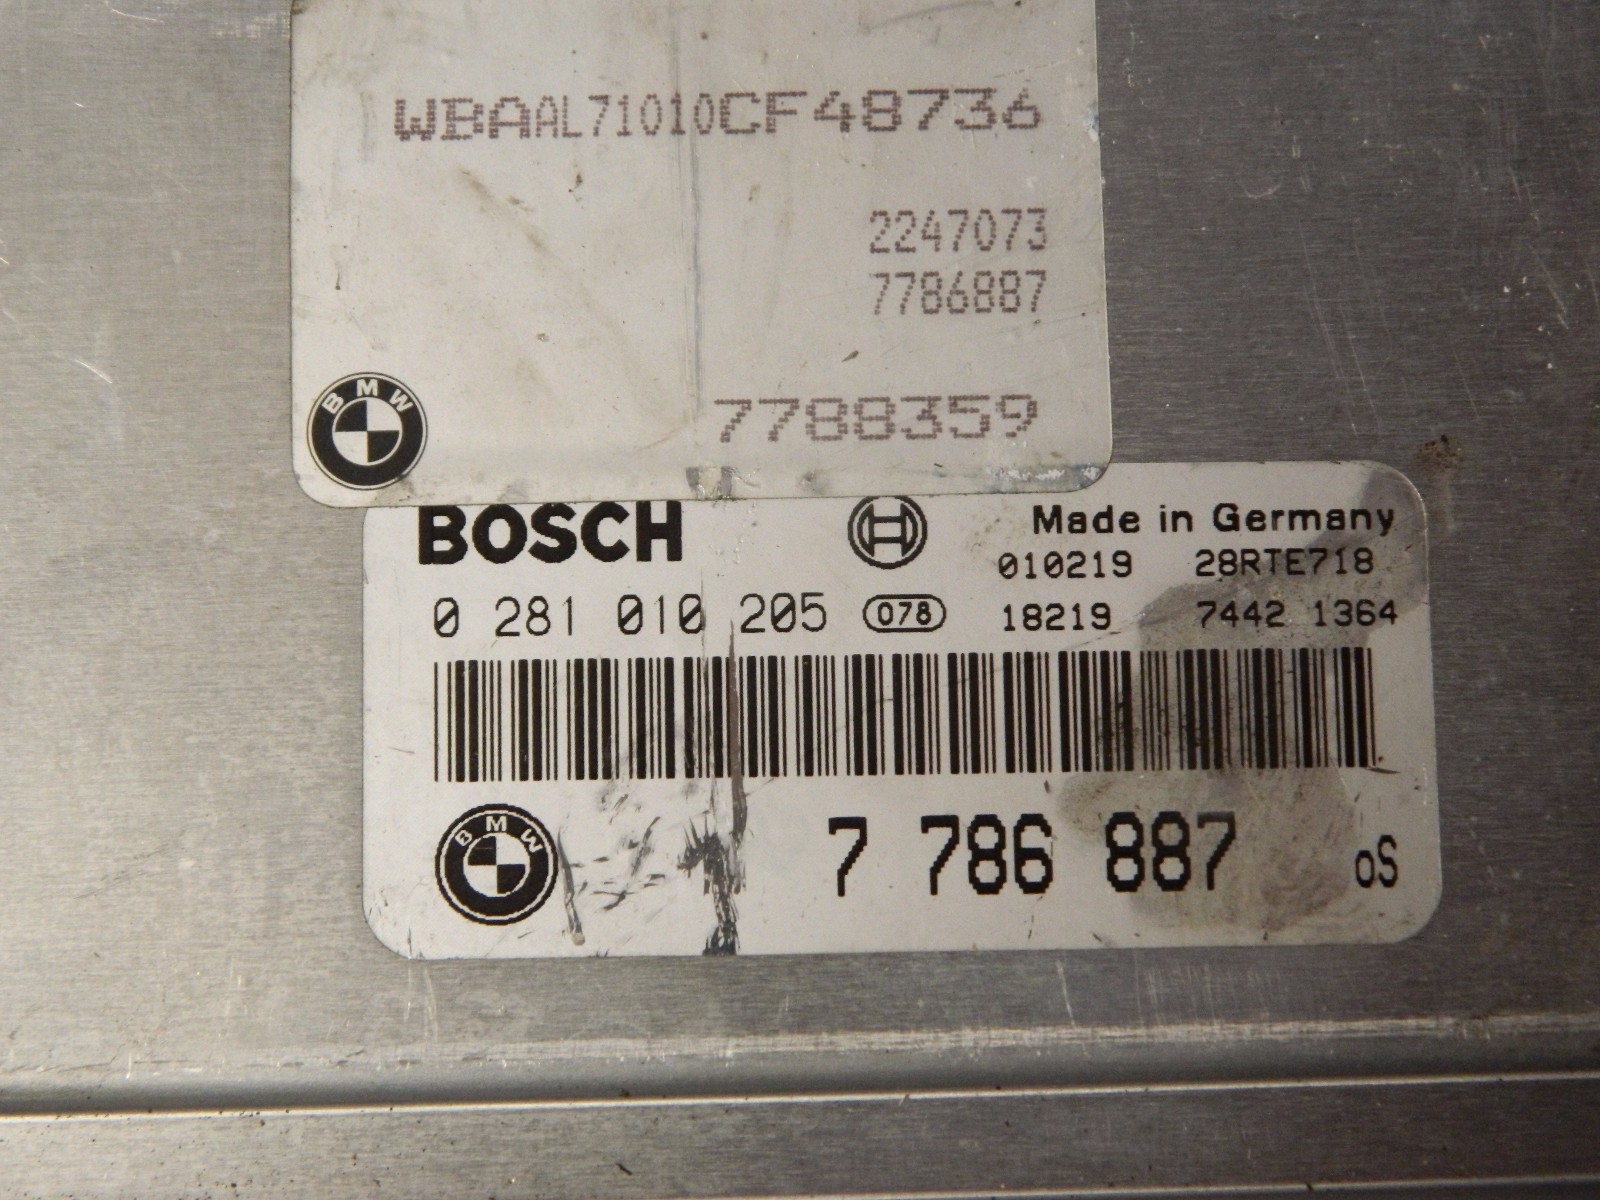 WBAAL71010CF48736
2247073
7786887
BMW
7788359
BOSCH Made in Germany
010219 28RTE718
0 281 010 205 078 18219 7442 1364
BMW
7 786 887 oS